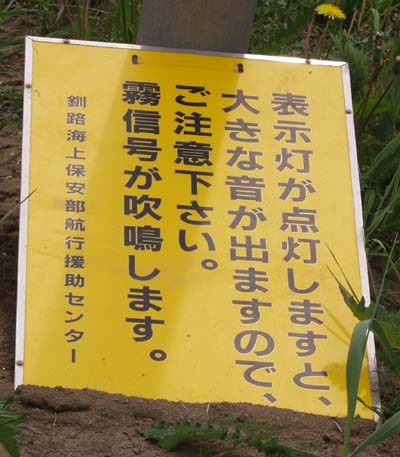 表示灯が点灯しますと、
大きな音が出ますので、
ご注意下さい。
霧信号が吹鳴します。
釧路海上保安部航行援助センター